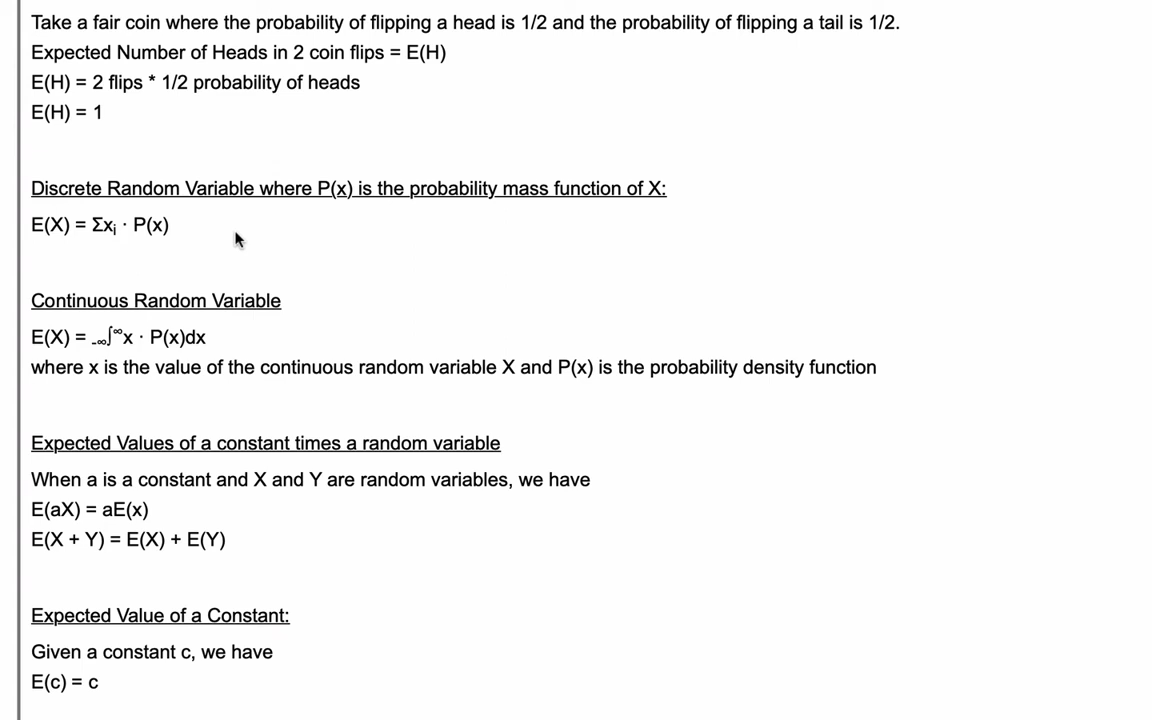 Take a fair coin where the probability of flipping a head is 1/2 and the probability of flipping a tail is 1/2.
Expected Number of Heads in 2 coin flips = E(H)
E(H) = 2 flips * 1/2 probability of heads
E(H) = 1
Discrete Random Variable where P(x) is the probability mass function of X:
E(X) = Σxᵢ · P(x)
Continuous Random Variable
E(X) = ₋∞∫^∞x · P(x)dx
where x is the value of the continuous random variable X and P(x) is the probability density function
Expected Values of a constant times a random variable
When a is a constant and X and Y are random variables, we have
E(aX) = aE(x)
E(X + Y) = E(X) + E(Y)
Expected Value of a Constant:
Given a constant c, we have
E(c) = c